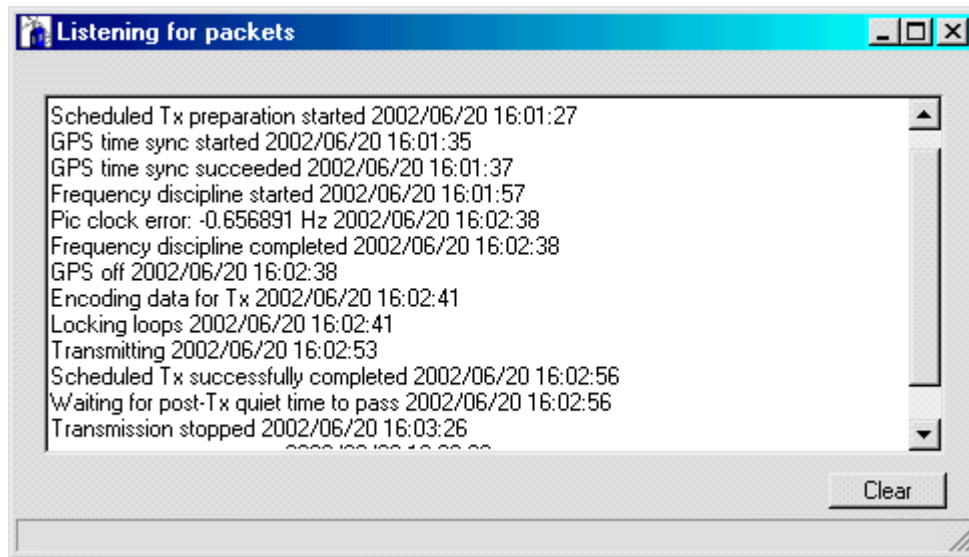 Listening for packets
Scheduled Tx preparation started 2002/06/20 16:01:27
GPS time sync started 2002/06/20 16:01:35
GPS time sync succeeded 2002/06/20 16:01:37
Frequency discipline started 2002/06/20 16:01:57
Pic clock error: -0.656891 Hz 2002/06/20 16:02:38
Frequency discipline completed 2002/06/20 16:02:38
GPS off 2002/06/20 16:02:38
Encoding data for Tx 2002/06/20 16:02:41
Locking loops 2002/06/20 16:02:41
Transmitting 2002/06/20 16:02:53
Scheduled Tx successfully completed 2002/06/20 16:02:56
Waiting for post-Tx quiet time to pass 2002/06/20 16:02:56
Transmission stopped 2002/06/20 16:03:26
Clear